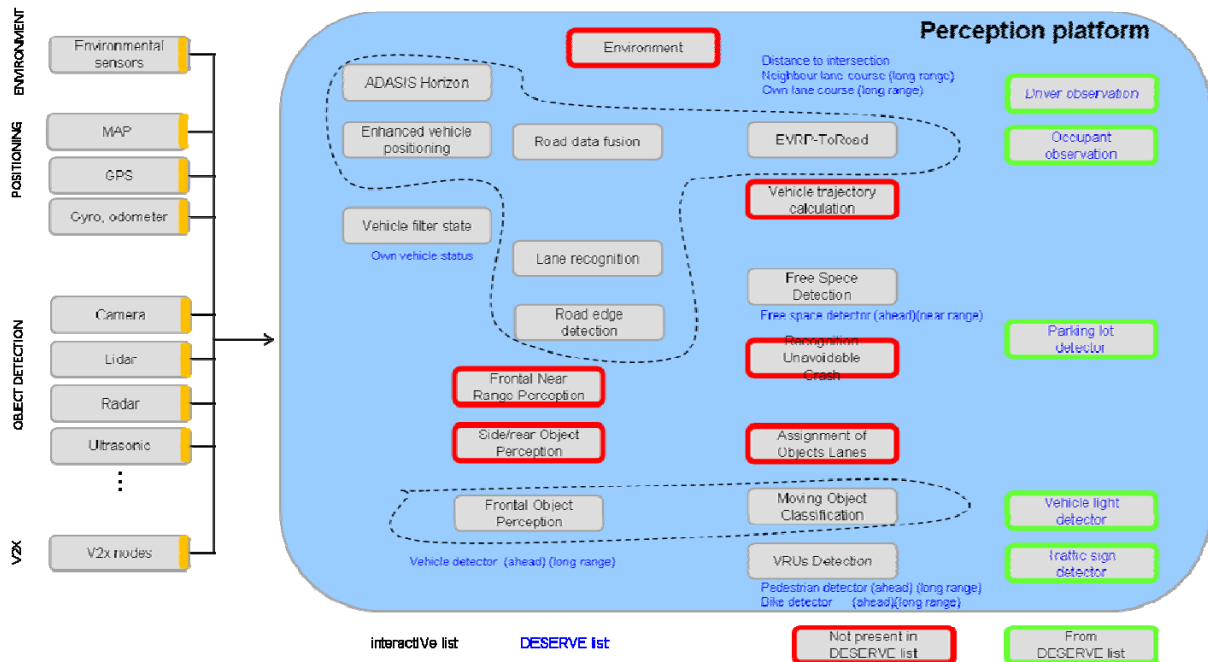 ENVIRONMENT
Environmental
sensors
POSITIONING
MAP
GPS
Gyro, odometer
OBJECT DETECTION
Camera
Lidar
Radar
Ultrasonic
⋮
V2X
V2x nodes
Perception platform
Environment
Distance to intersection
Neighbour lane course (long range)
Own lane course (long range)
ADASIS Horizon
Driver observation
Enhanced vehicle
positioning
Road data fusion
EVRP-ToRoad
Occupant
observation
Vehicle trajectory
calculation
Vehicle filter state
Own vehicle status
Lane recognition
Free Spece
Detection
Free space detector (ahead)(near range)
Road edge
detection
Recognition
Unavoidable
Crash
Parking lot
detector
Frontal Near
Range Perception
Side/rear Object
Perception
Assignment of
Objects Lanes
Frontal Object
Perception
Moving Object
Classification
Vehicle light
detector
Vehicle detector (ahead) (long range)
VRUs Detection
Traffic sign
detector
Pedestrian detector (ahead) (long range)
Bike detector (ahead)(long range)
interactiVe list
DESERVE list
Not present in
DESERVE list
From
DESERVE list